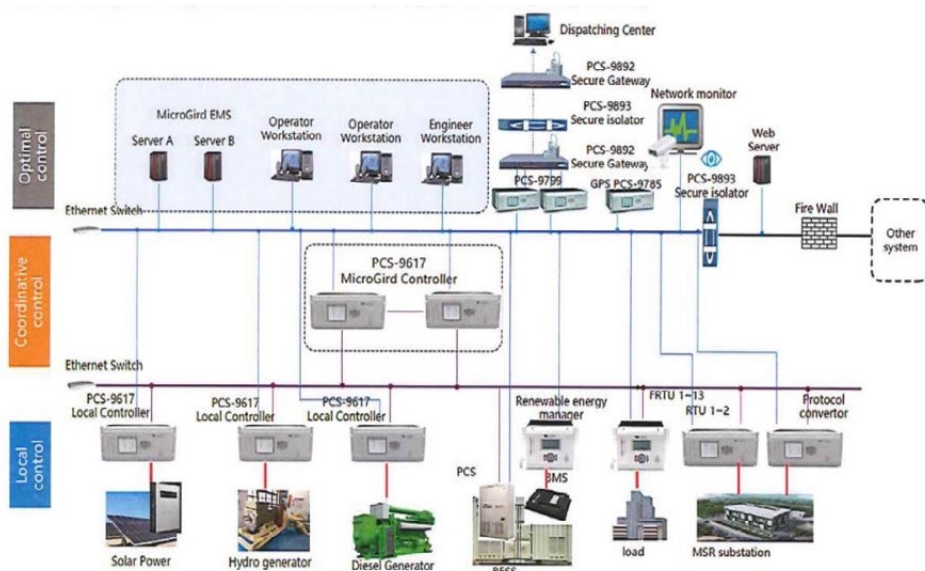 Dispatching Center
PCS-9892
Secure Gateway
PCS-9893
Secure isolator
PCS-9892
Secure Gateway
Network monitor
Web
Server
PCS-9893
Secure isolator
Fire Wall
Other
system
Optimal
control
MicroGird EMS
Server A
Server B
Operator
Workstation
Operator
Workstation
Engineer
Workstation
PCS-9799
GPS PCS-9785
Ethernet Switch
Coordinative
control
PCS-9617
MicroGird Controller
Ethernet Switch
Local
control
PCS-9617
Local Controller
PCS-9617
Local Controller
PCS-9617
Local Controller
Renewable energy
manager
FRTU 1~13
RTU 1~2
Protocol
convertor
PCS
BMS
Solar Power
Hydro generator
Diesel Generator
BESS
load
MSR substation